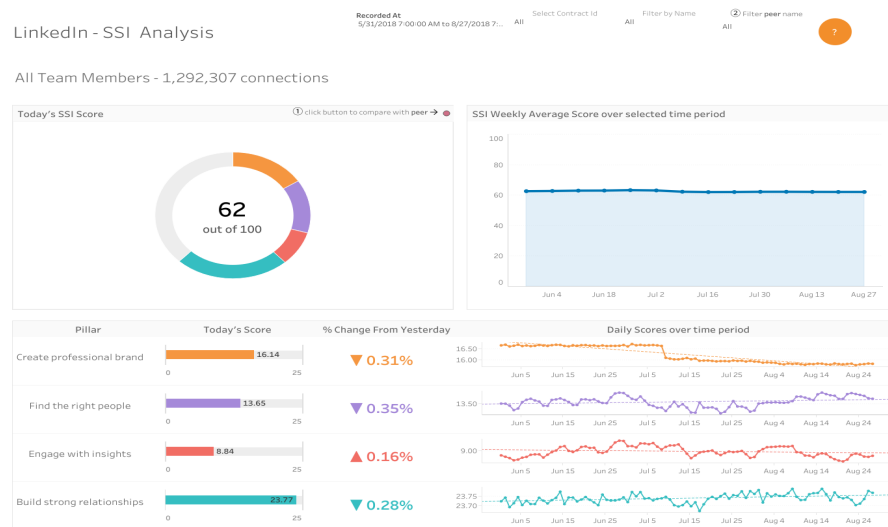 LinkedIn - SSI Analysis
Recorded At
5/31/2018 7:00:00 AM to 8/27/2018 7:..
Select Contract Id
All
Filter by Name
All
② Filter peer name
All
?
All Team Members - 1,292,307 connections
Today's SSI Score
① click button to compare with peer →
62
out of 100
SSI Weekly Average Score over selected time period
100
80
60
40
20
0
Jun 4 Jun 18 Jul 2 Jul 16 Jul 30 Aug 13 Aug 27
Pillar Today's Score % Change From Yesterday Daily Scores over time period
Create professional brand
16.14
0 25
▼ 0.31%
16.50
16.00
Jun 5 Jun 15 Jun 25 Jul 5 Jul 15 Jul 25 Aug 4 Aug 14 Aug 24
Find the right people
13.65
0 25
▼ 0.35%
13.50
Jun 5 Jun 15 Jun 25 Jul 5 Jul 15 Jul 25 Aug 4 Aug 14 Aug 24
Engage with insights
8.84
0 25
▲ 0.16%
9.00
Jun 5 Jun 15 Jun 25 Jul 5 Jul 15 Jul 25 Aug 4 Aug 14 Aug 24
Build strong relationships
23.77
0 25
▼ 0.28%
23.75
23.70
Jun 5 Jun 15 Jun 25 Jul 5 Jul 15 Jul 25 Aug 4 Aug 14 Aug 24